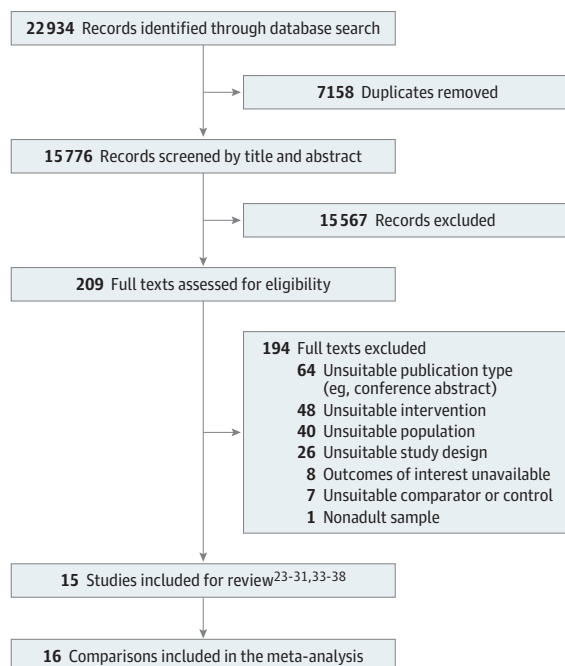 22934 Records identified through database search
7158 Duplicates removed
15776 Records screened by title and abstract
15567 Records excluded
209 Full texts assessed for eligibility
194 Full texts excluded
64 Unsuitable publication type
(eg, conference abstract)
48 Unsuitable intervention
40 Unsuitable population
26 Unsuitable study design
8 Outcomes of interest unavailable
7 Unsuitable comparator or control
1 Nonadult sample
15 Studies included for review23-31,33-38
16 Comparisons included in the meta-analysis